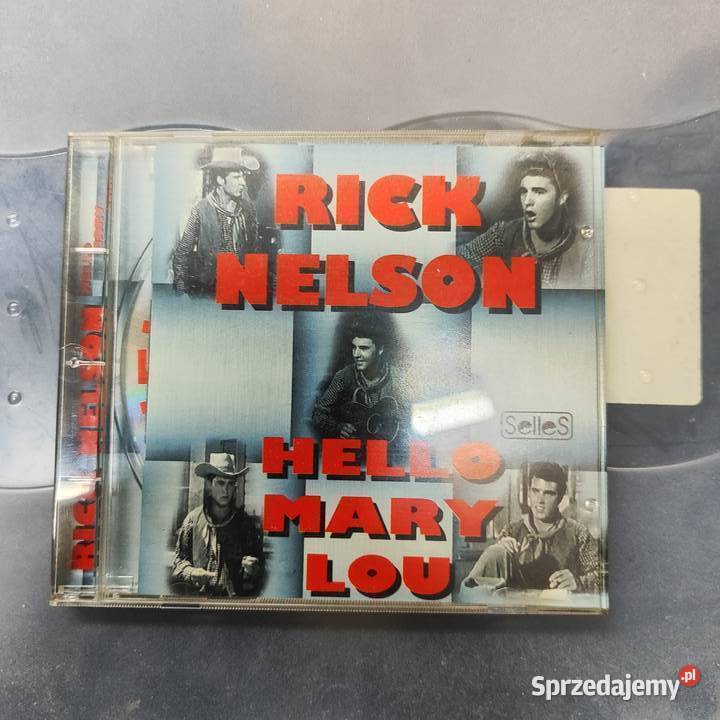 RICK
NELSON
SelleS
HELLO
MARY
LOU
RICK NELSON
Sprzedajemy.pl